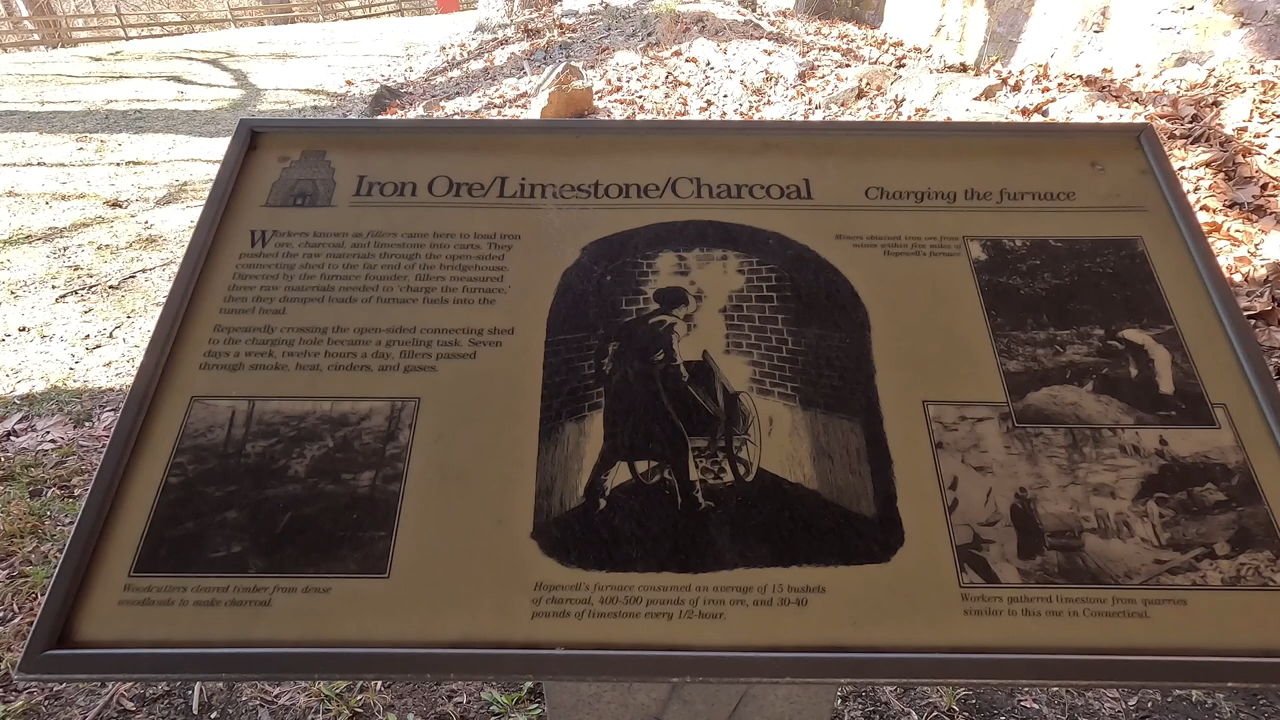 Iron Ore/Limestone/Charcoal
Charging the furnace
Workers known as fillers came here to load iron
ore, charcoal, and limestone into carts. They
pushed the raw materials through the open-sided
connecting shed to the far end of the bridgehouse.
Directed by the furnace founder, fillers measured
three raw materials needed to 'charge the furnace,'
then they dumped loads of furnace fuels into the
tunnel head.
Repeatedly crossing the open-sided connecting shed
to the charging hole became a grueling task. Seven
days a week, twelve hours a day, fillers passed
through smoke, heat, cinders, and gases.
Miners obtained iron ore from
mines within five miles of
Hopewell's furnace.
Woodcutters cleared timber from dense
woodlands to make charcoal.
Hopewell's furnace consumed an average of 15 bushels
of charcoal, 400-500 pounds of iron ore, and 30-40
pounds of limestone every 1/2-hour.
Workers gathered limestone from quarries
similar to this one in Connecticut.